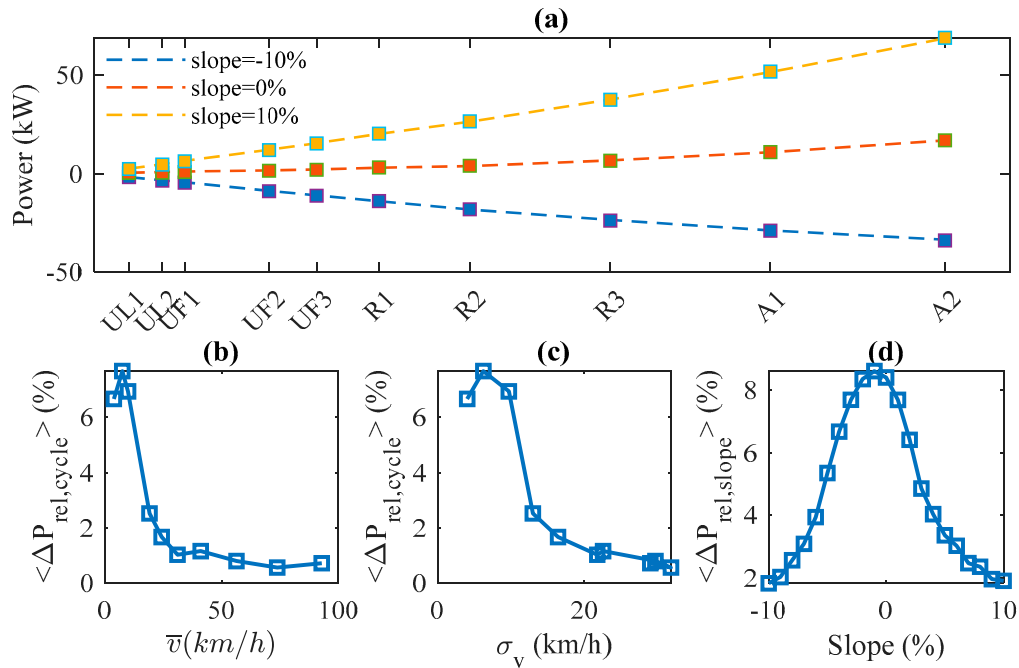 (a)
Power (kW)
50
0
-50
slope=-10%
slope=0%
slope=10%
UL1
UL2
UF1
UF2
UF3
R1
R2
R3
A1
A2
(b)
<ΔP_rel,cycle> (%)
6
4
2
0
0
50
100
v̅(km/h)
(c)
<ΔP_rel,cycle> (%)
6
4
2
0
0
20
σ_v (km/h)
(d)
<ΔP_rel,slope> (%)
8
6
4
2
-10
0
10
Slope (%)